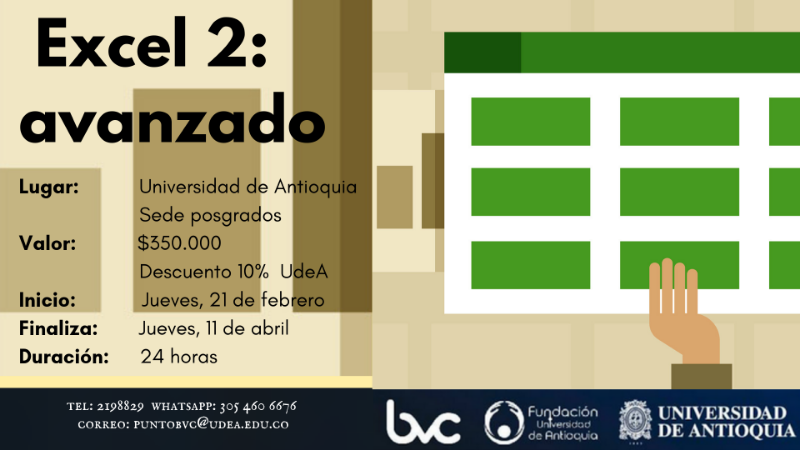 Excel 2:
avanzado
Lugar: Universidad de Antioquia
Sede posgrados
Valor: $350.000
Descuento 10% UdeA
Inicio: Jueves, 21 de febrero
Finaliza: Jueves, 11 de abril
Duración: 24 horas
TEL: 2198829 WHATSAPP: 305 460 6676
CORREO: PUNTOBVC@UDEA.EDU.CO
bvc
Fundación
Universidad
de Antioquia
UNIVERSIDAD
DE ANTIOQUIA